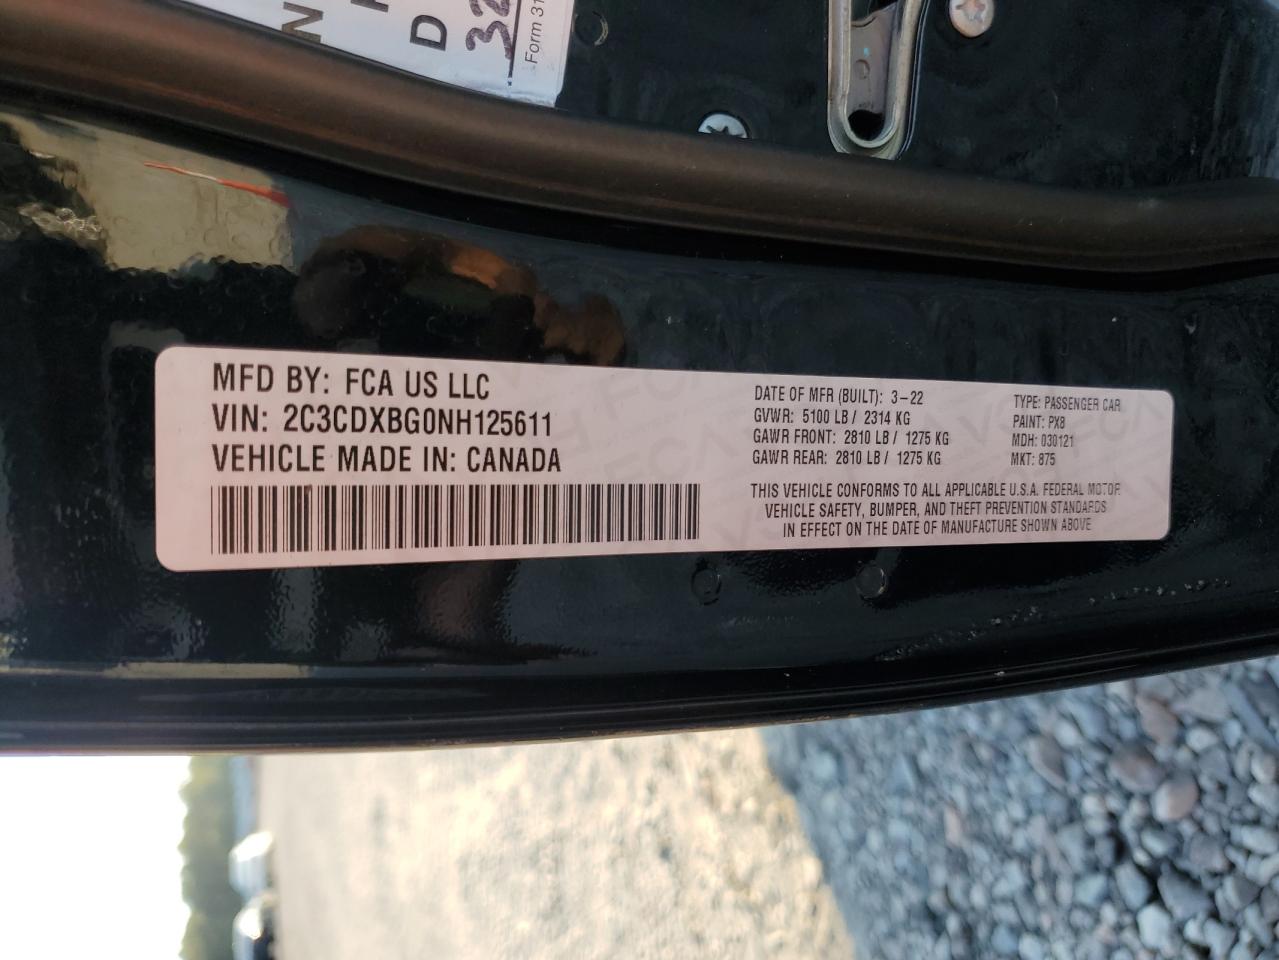 N
D
32
Form 31
MFD BY: FCA US LLC
VIN: 2C3CDXBG0NH125611
VEHICLE MADE IN: CANADA
DATE OF MFR (BUILT): 3-22
GVWR: 5100 LB / 2314 KG
GAWR FRONT: 2810 LB / 1275 KG
GAWR REAR: 2810 LB / 1275 KG
TYPE: PASSENGER CAR
PAINT: PX8
MDH: 030121
MKT: 875
THIS VEHICLE CONFORMS TO ALL APPLICABLE U.S.A. FEDERAL MOTOR
VEHICLE SAFETY, BUMPER, AND THEFT PREVENTION STANDARDS
IN EFFECT ON THE DATE OF MANUFACTURE SHOWN ABOVE